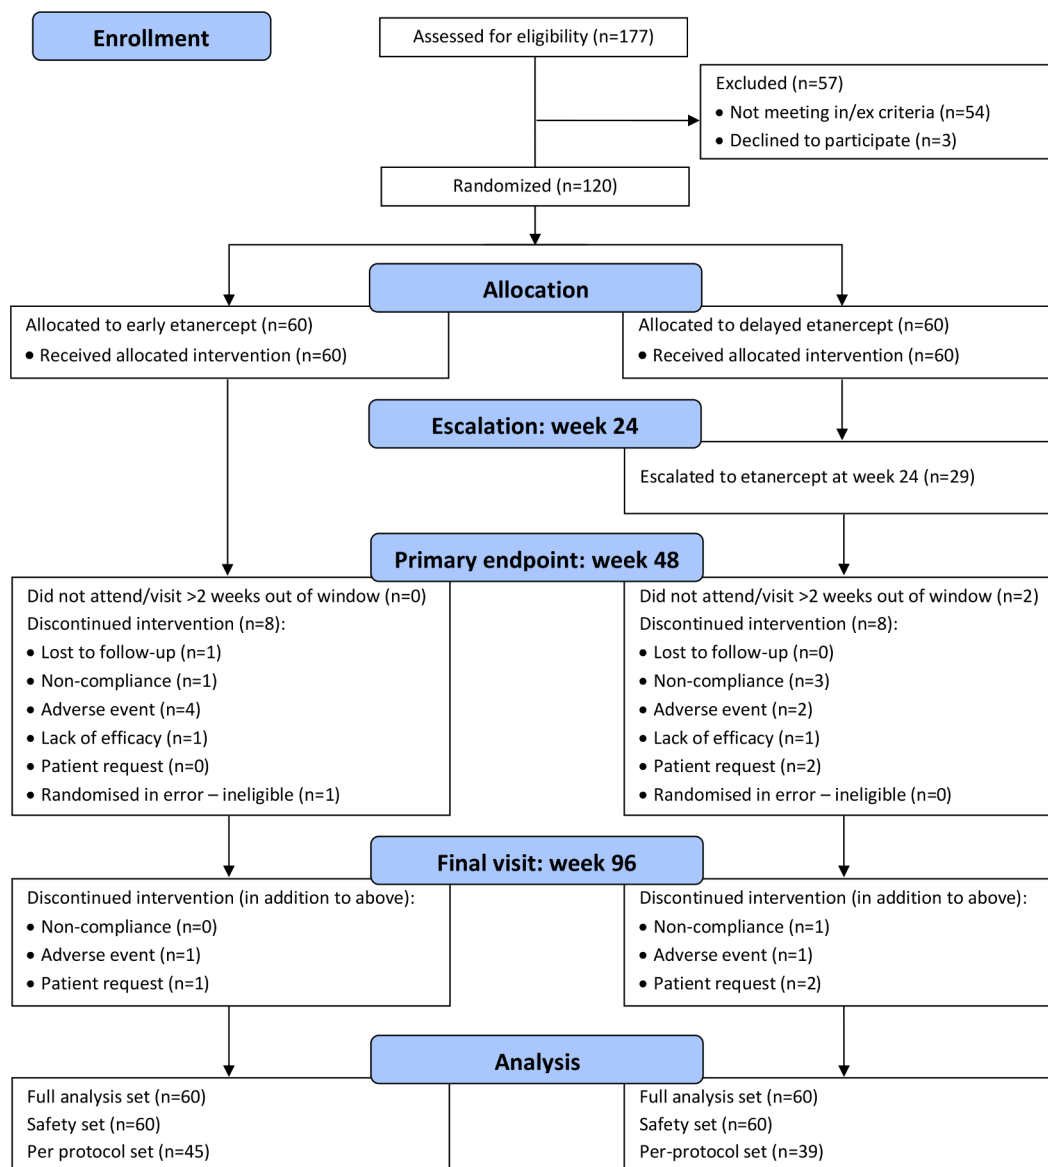 Enrollment
Assessed for eligibility (n=177)
Excluded (n=57)
• Not meeting in/ex criteria (n=54)
• Declined to participate (n=3)
Randomized (n=120)
Allocation
Allocated to early etanercept (n=60)
• Received allocated intervention (n=60)
Allocated to delayed etanercept (n=60)
• Received allocated intervention (n=60)
Escalation: week 24
Escalated to etanercept at week 24 (n=29)
Primary endpoint: week 48
Did not attend/visit >2 weeks out of window (n=0)
Discontinued intervention (n=8):
• Lost to follow-up (n=1)
• Non-compliance (n=1)
• Adverse event (n=4)
• Lack of efficacy (n=1)
• Patient request (n=0)
• Randomised in error – ineligible (n=1)
Did not attend/visit >2 weeks out of window (n=2)
Discontinued intervention (n=8):
• Lost to follow-up (n=0)
• Non-compliance (n=3)
• Adverse event (n=2)
• Lack of efficacy (n=1)
• Patient request (n=2)
• Randomised in error – ineligible (n=0)
Final visit: week 96
Discontinued intervention (in addition to above):
• Non-compliance (n=0)
• Adverse event (n=1)
• Patient request (n=1)
Discontinued intervention (in addition to above):
• Non-compliance (n=1)
• Adverse event (n=1)
• Patient request (n=2)
Analysis
Full analysis set (n=60)
Safety set (n=60)
Per protocol set (n=45)
Full analysis set (n=60)
Safety set (n=60)
Per-protocol set (n=39)